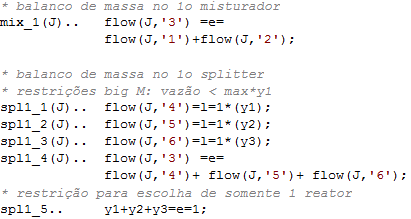 * balanco de massa no 1o misturador
mix_1(J).. flow(J,'3') =e=
flow(J,'1')+flow(J,'2');
* balanco de massa no 1o splitter
* restrições big M: vazão < max*y1
spl1_1(J).. flow(J,'4')=l=1*(y1);
spl1_2(J).. flow(J,'5')=l=1*(y2);
spl1_3(J).. flow(J,'6')=l=1*(y3);
spl1_4(J).. flow(J,'3') =e=
flow(J,'4')+ flow(J,'5')+ flow(J,'6');
* restrição para escolha de somente 1 reator
spl1_5.. y1+y2+y3=e=1;